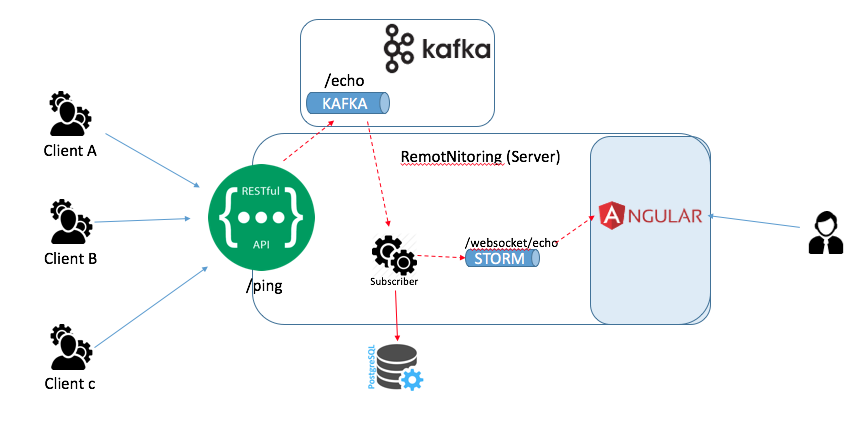 kafka
/echo
KAFKA
Client A
RemotNitoring (Server)
RESTful
API
ANGULAR
Client B
/websocket/echo
STORM
Subscriber
/ping
PostgreSQL
Client c